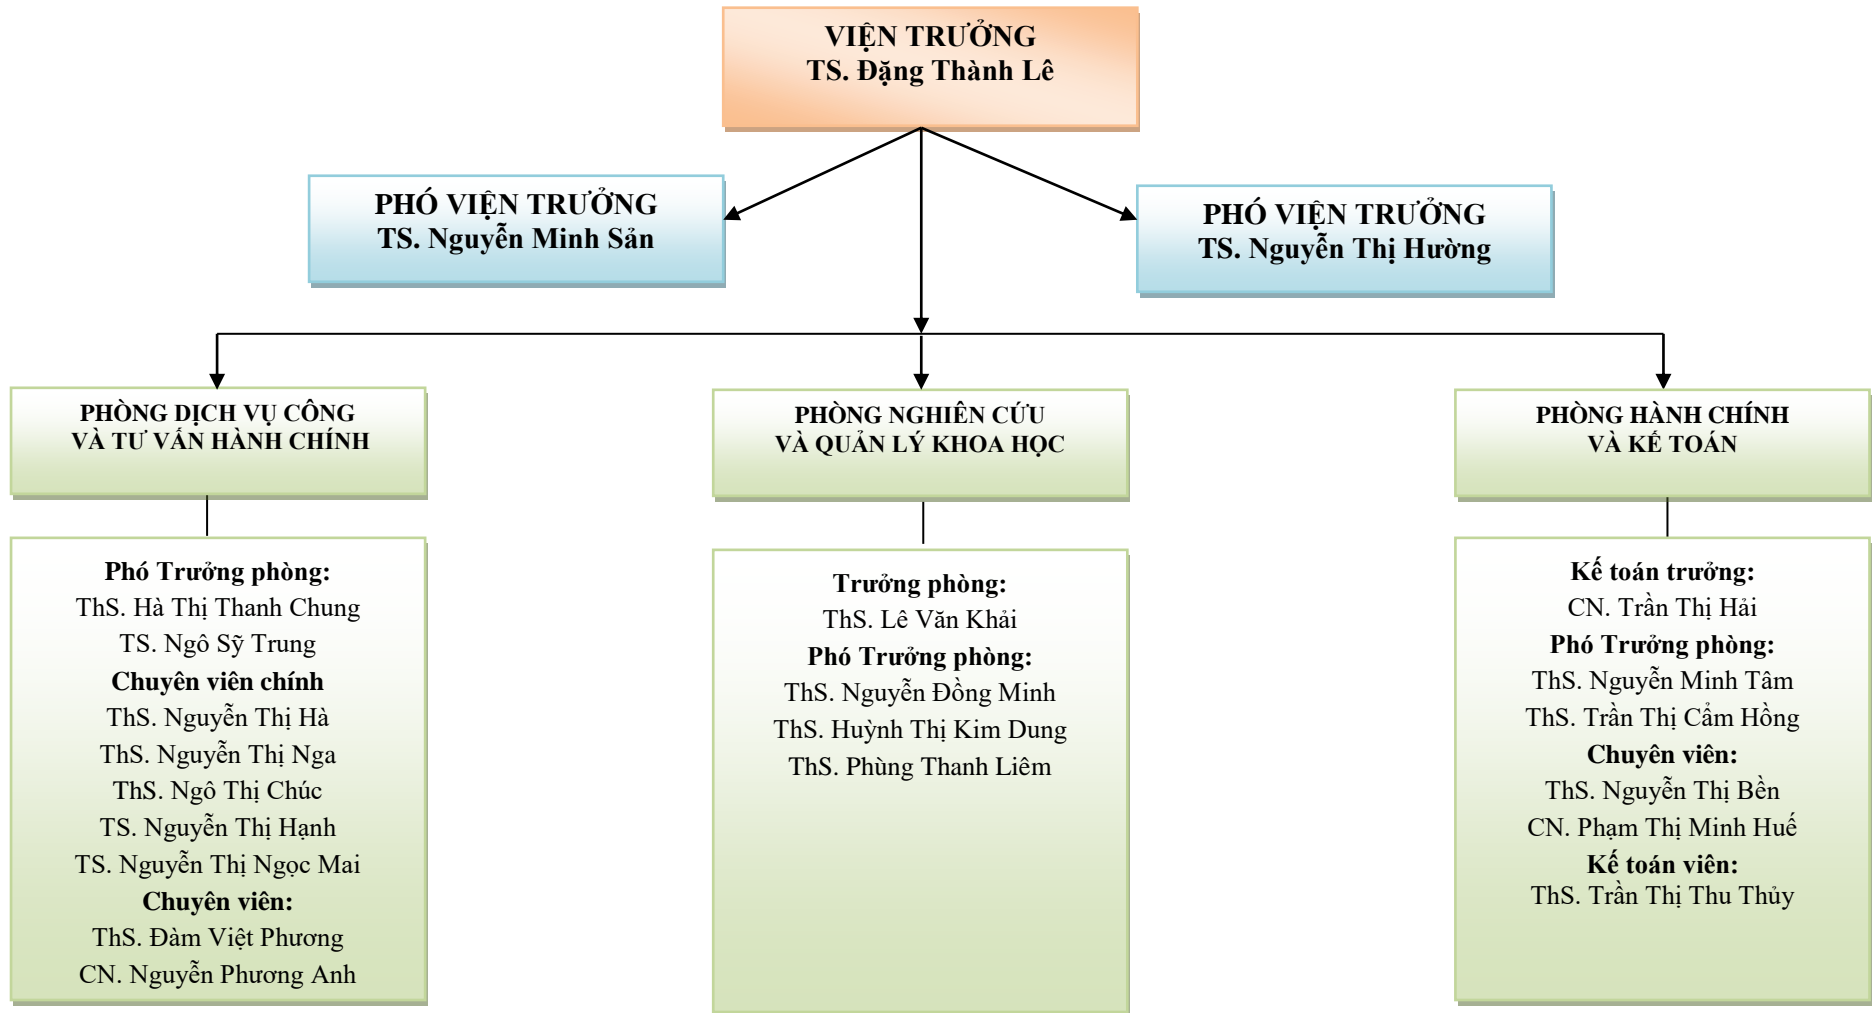 VIỆN TRƯỞNG
TS. Đặng Thành Lê
PHÓ VIỆN TRƯỞNG
TS. Nguyễn Minh Sản
PHÓ VIỆN TRƯỞNG
TS. Nguyễn Thị Hường
PHÒNG DỊCH VỤ CÔNG
VÀ TƯ VẤN HÀNH CHÍNH
Phó Trưởng phòng:
ThS. Hà Thị Thanh Chung
TS. Ngô Sỹ Trung
Chuyên viên chính
ThS. Nguyễn Thị Hà
ThS. Nguyễn Thị Nga
ThS. Ngô Thị Chúc
TS. Nguyễn Thị Hạnh
TS. Nguyễn Thị Ngọc Mai
Chuyên viên:
ThS. Đàm Việt Phương
CN. Nguyễn Phương Anh
PHÒNG NGHIÊN CỨU
VÀ QUẢN LÝ KHOA HỌC
Trưởng phòng:
ThS. Lê Văn Khải
Phó Trưởng phòng:
ThS. Nguyễn Đồng Minh
ThS. Huỳnh Thị Kim Dung
ThS. Phùng Thanh Liêm
PHÒNG HÀNH CHÍNH
VÀ KẾ TOÁN
Kế toán trưởng:
CN. Trần Thị Hải
Phó Trưởng phòng:
ThS. Nguyễn Minh Tâm
ThS. Trần Thị Cẩm Hồng
Chuyên viên:
ThS. Nguyễn Thị Bền
CN. Phạm Thị Minh Huế
Kế toán viên:
ThS. Trần Thị Thu Thủy